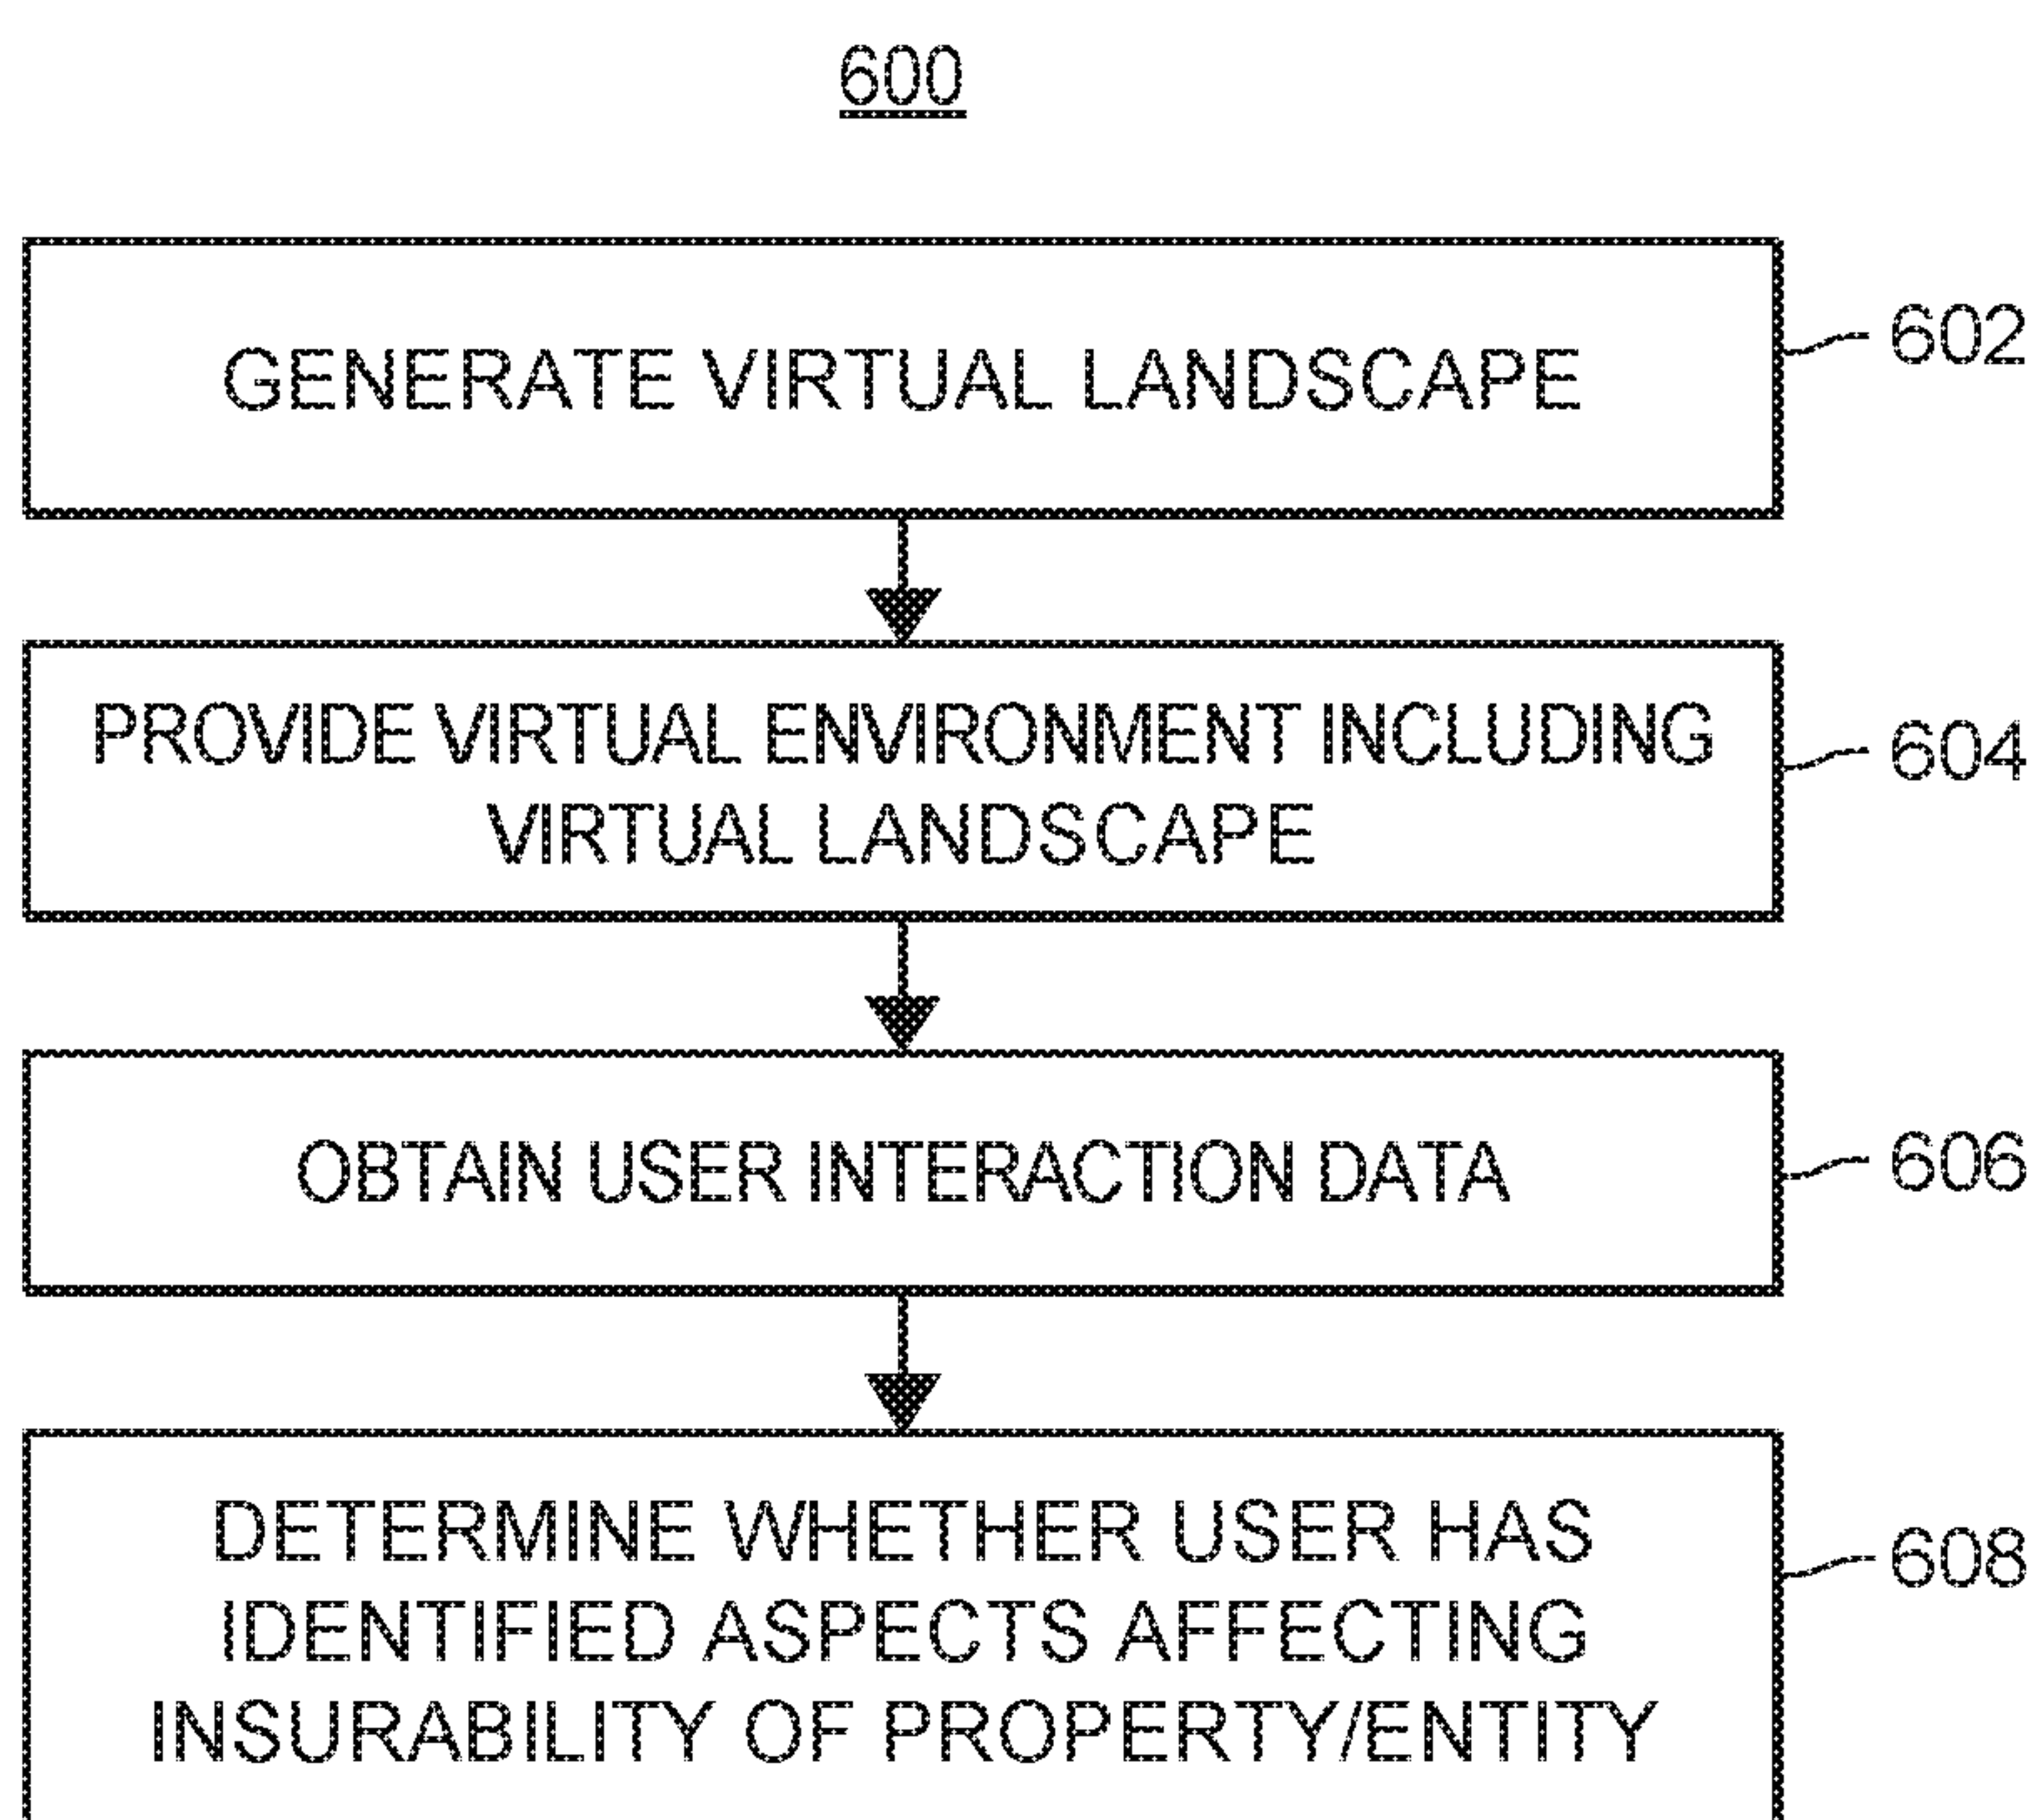 600
GENERATE VIRTUAL LANDSCAPE
602
PROVIDE VIRTUAL ENVIRONMENT INCLUDING
VIRTUAL LANDSCAPE
604
OBTAIN USER INTERACTION DATA
606
DETERMINE WHETHER USER HAS
IDENTIFIED ASPECTS AFFECTING
INSURABILITY OF PROPERTY/ENTITY
608